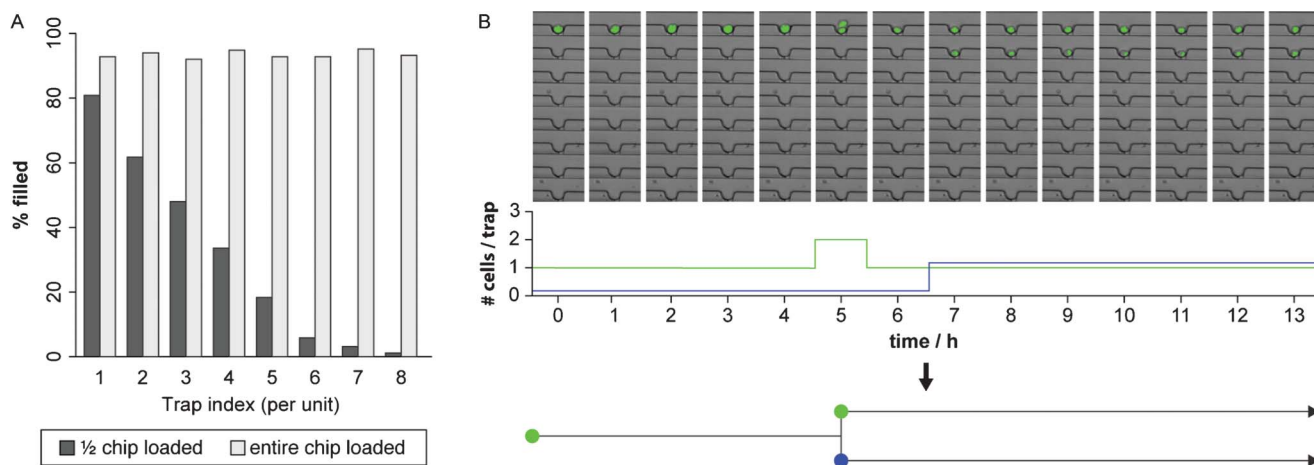 A
100
80
60
40
20
0
% filled
1 2 3 4 5 6 7 8
Trap index (per unit)
½ chip loaded entire chip loaded
B
3
2
1
0
# cells / trap
0 1 2 3 4 5 6 7 8 9 10 11 12 13
time / h